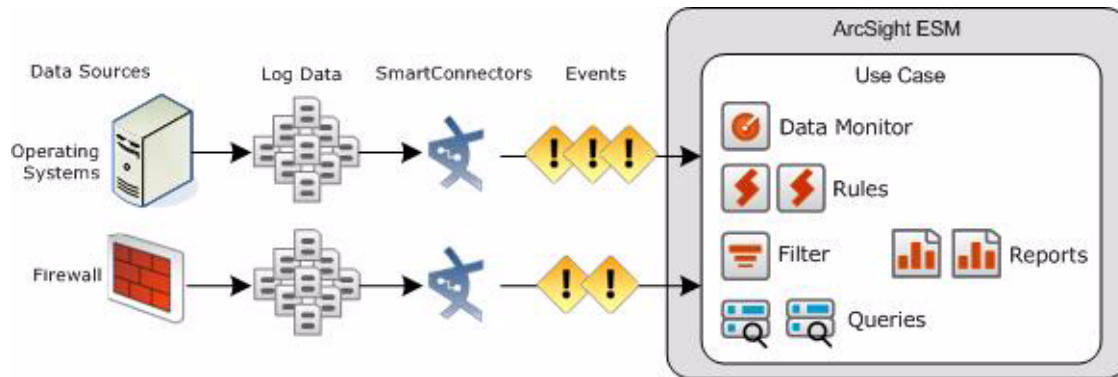 ArcSight ESM
Data Sources
Log Data
SmartConnectors
Events
Use Case
Operating
Systems
Data Monitor
Rules
Firewall
Filter
Reports
Queries